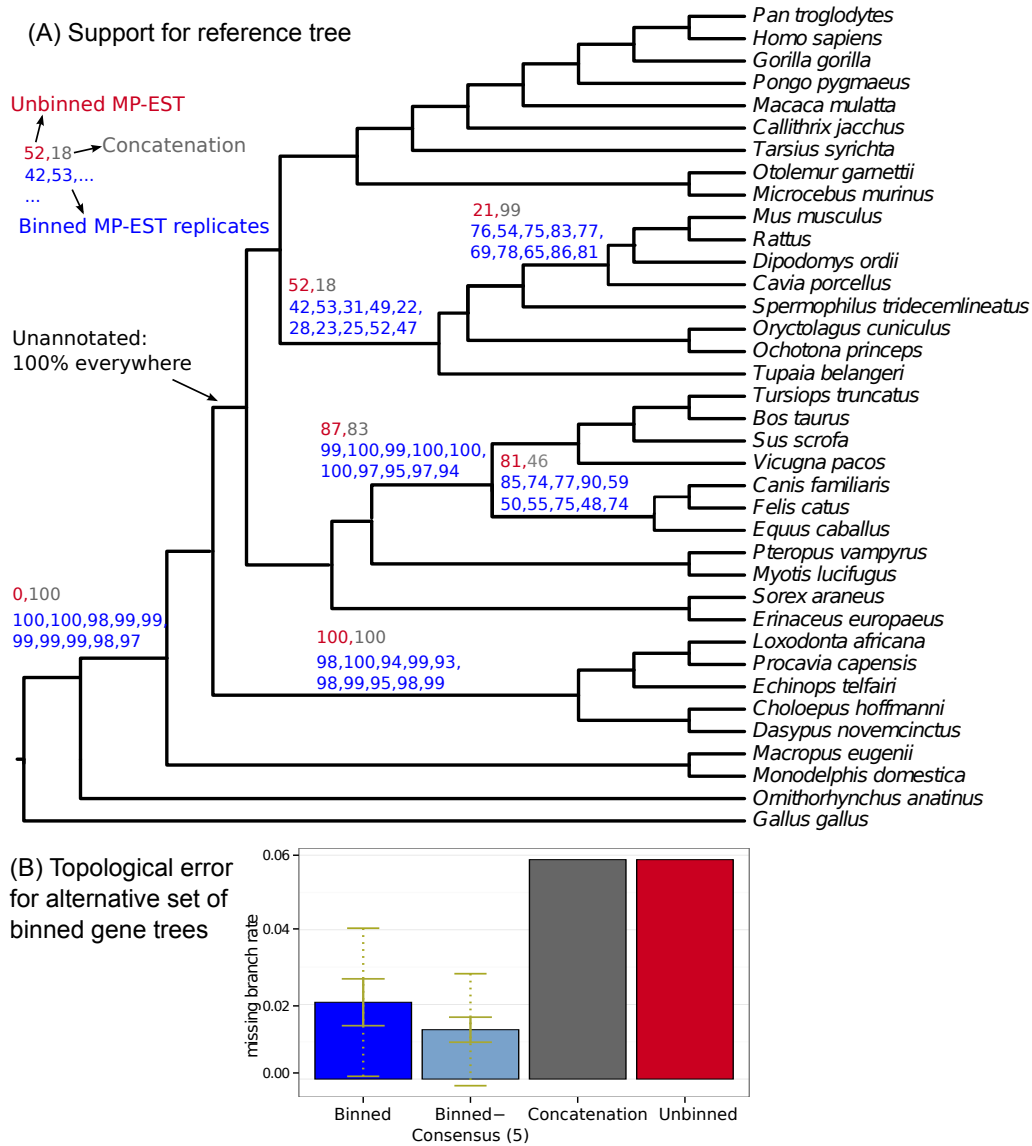 (A) Support for reference tree
Unbinned MP-EST
52,18
Concatenation
42,53,...
...
Binned MP-EST replicates
Unannotated:
100% everywhere
Pan troglodytes
Homo sapiens
Gorilla gorilla
Pongo pygmaeus
Macaca mulatta
Callithrix jacchus
Tarsius syrichta
Otolemur garnettii
Microcebus murinus
21,99
76,54,75,83,77,
69,78,65,86,81
Mus musculus
Rattus
Dipodomys ordii
Cavia porcellus
Spermophilus tridecemlineatus
52,18
42,53,31,49,22,
28,23,25,52,47
Oryctolagus cuniculus
Ochotona princeps
Tupaia belangeri
Tursiops truncatus
Bos taurus
Sus scrofa
Vicugna pacos
87,83
99,100,99,100,100,
100,97,95,97,94
81,46
85,74,77,90,59
50,55,75,48,74
Canis familiaris
Felis catus
Equus caballus
Pteropus vampyrus
Myotis lucifugus
Sorex araneus
Erinaceus europaeus
0,100
100,100,98,99,99,
99,99,99,98,97
100,100
98,100,94,99,93,
98,99,95,98,99
Loxodonta africana
Procavia capensis
Echinops telfairi
Choloepus hoffmanni
Dasypus novemcinctus
Macropus eugenii
Monodelphis domestica
Ornithorhynchus anatinus
Gallus gallus
(B) Topological error
for alternative set of
binned gene trees
missing branch rate
0.06
0.04
0.02
0.00
Binned
Binned−
Consensus (5)
Concatenation
Unbinned